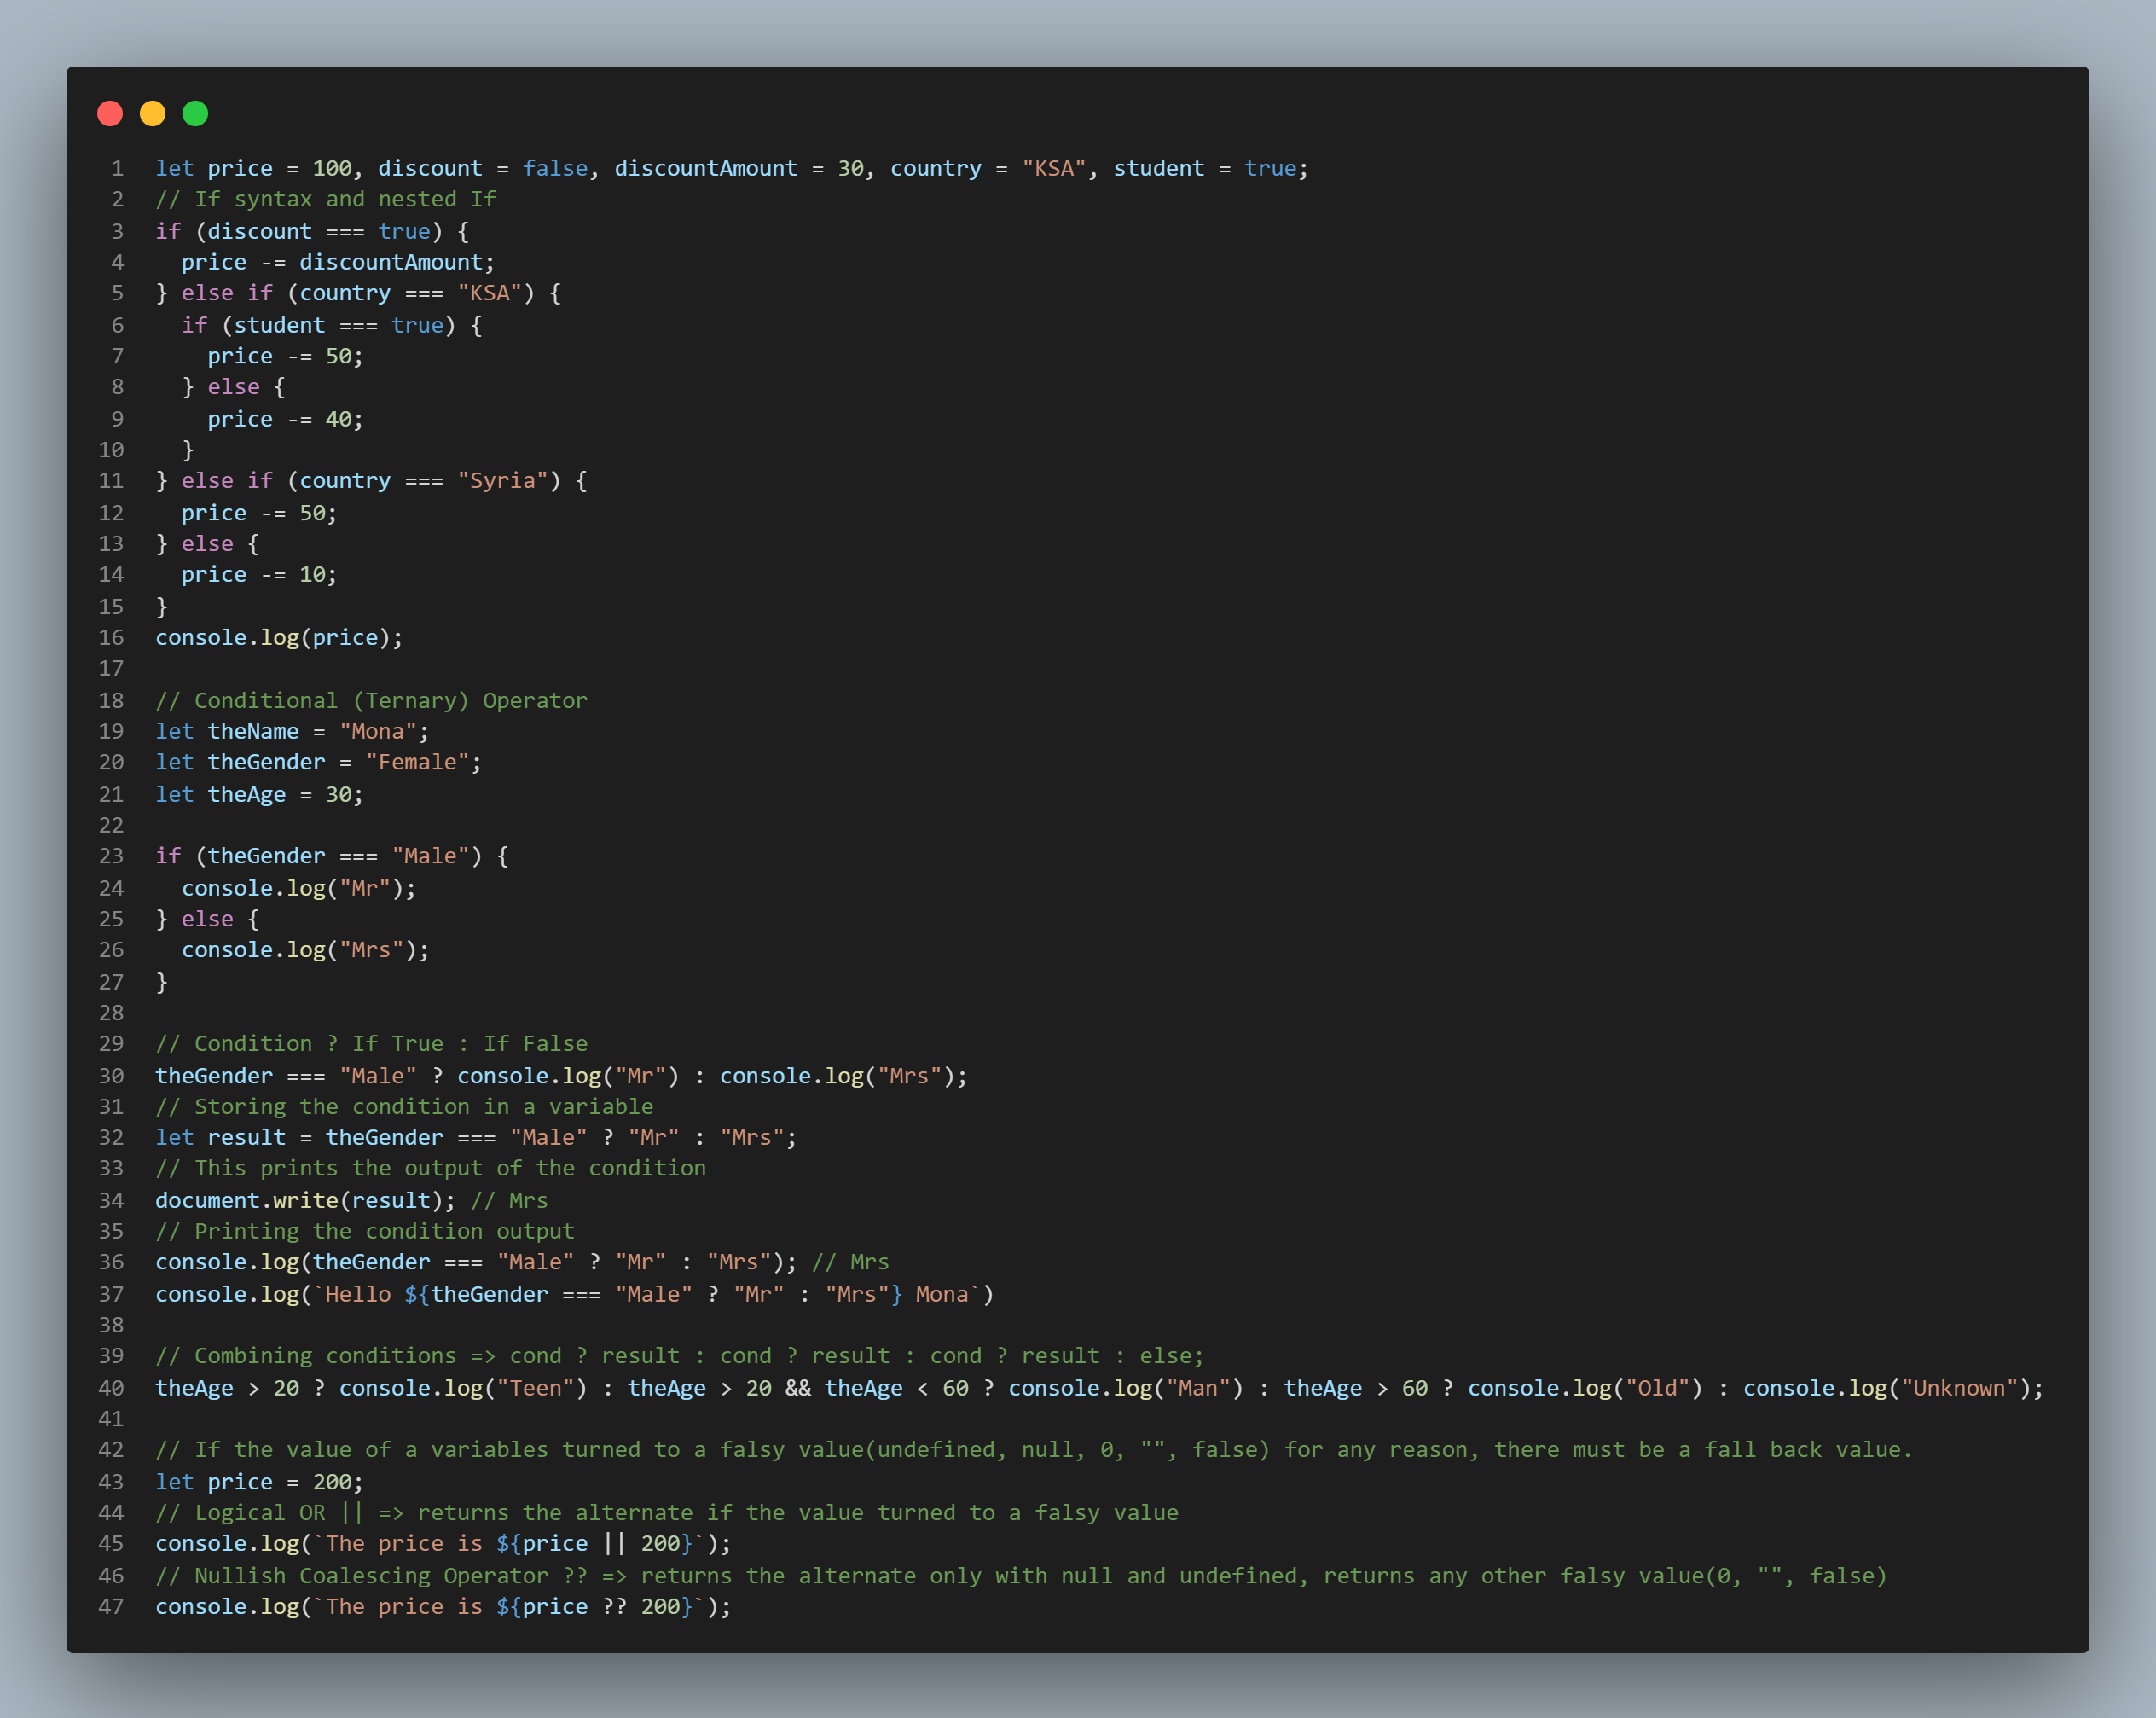 1 let price = 100, discount = false, discountAmount = 30, country = "KSA", student = true;
2 // If syntax and nested If
3 if (discount === true) {
4   price -= discountAmount;
5 } else if (country === "KSA") {
6   if (student === true) {
7     price -= 50;
8   } else {
9     price -= 40;
10   }
11 } else if (country === "Syria") {
12   price -= 50;
13 } else {
14   price -= 10;
15 }
16 console.log(price);
17
18 // Conditional (Ternary) Operator
19 let theName = "Mona";
20 let theGender = "Female";
21 let theAge = 30;
22
23 if (theGender === "Male") {
24   console.log("Mr");
25 } else {
26   console.log("Mrs");
27 }
28
29 // Condition ? If True : If False
30 theGender === "Male" ? console.log("Mr") : console.log("Mrs");
31 // Storing the condition in a variable
32 let result = theGender === "Male" ? "Mr" : "Mrs";
33 // This prints the output of the condition
34 document.write(result); // Mrs
35 // Printing the condition output
36 console.log(theGender === "Male" ? "Mr" : "Mrs"); // Mrs
37 console.log(`Hello ${theGender === "Male" ? "Mr" : "Mrs"} Mona`)
38
39 // Combining conditions => cond ? result : cond ? result : cond ? result : else;
40 theAge > 20 ? console.log("Teen") : theAge > 20 && theAge < 60 ? console.log("Man") : theAge > 60 ? console.log("Old") : console.log("Unknown");
41
42 // If the value of a variables turned to a falsy value(undefined, null, 0, "", false) for any reason, there must be a fall back value.
43 let price = 200;
44 // Logical OR || => returns the alternate if the value turned to a falsy value
45 console.log(`The price is ${price || 200}`);
46 // Nullish Coalescing Operator ?? => returns the alternate only with null and undefined, returns any other falsy value(0, "", false)
47 console.log(`The price is ${price ?? 200}`);